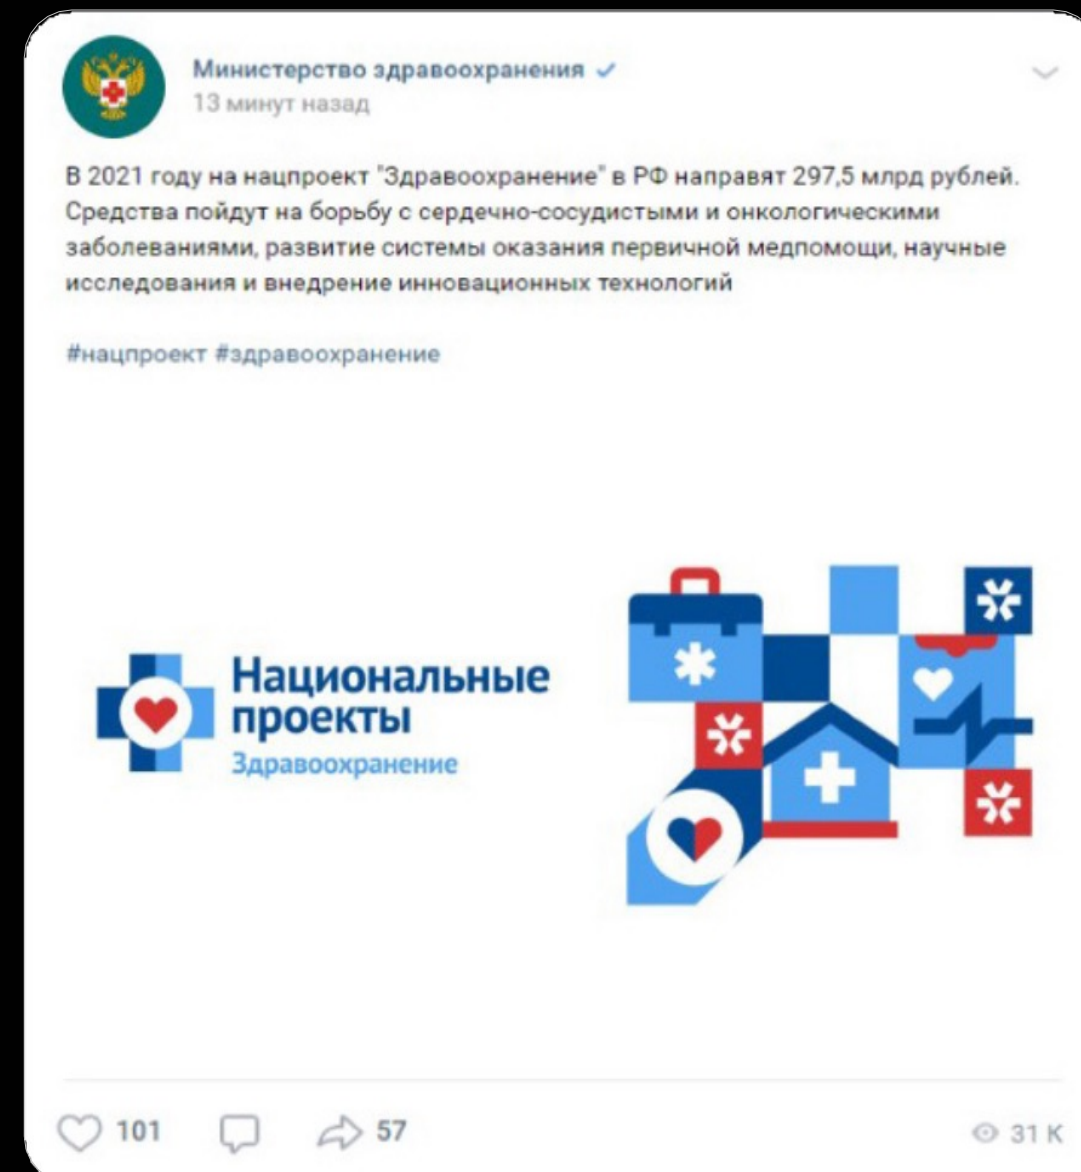 Министерство здравоохранения
13 минут назад
В 2021 году на нацпроект "Здравоохранение" в РФ направят 297,5 млрд рублей.
Средства пойдут на борьбу с сердечно-сосудистыми и онкологическими
заболеваниями, развитие системы оказания первичной медпомощи, научные
исследования и внедрение инновационных технологий
#нацпроект #здравоохранение
Национальные
проекты
Здравоохранение
101
57
31 K